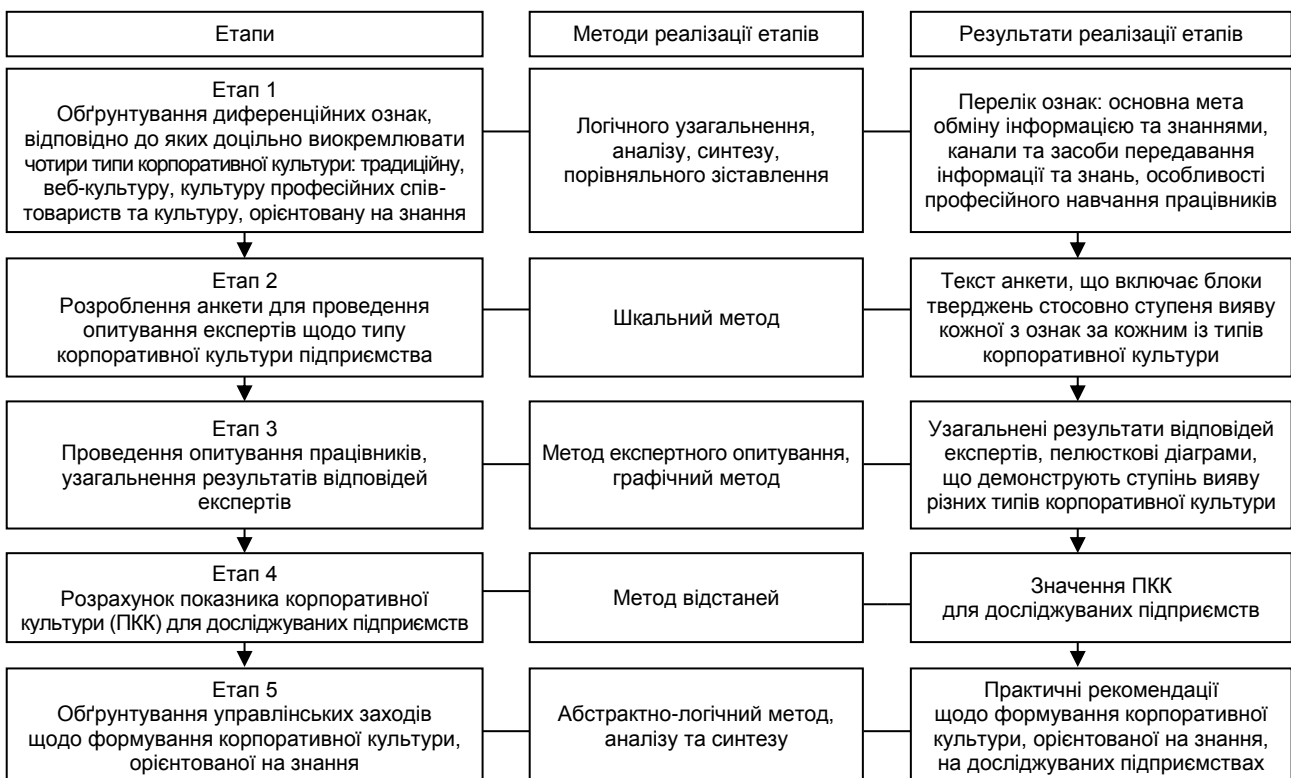 Етапи
Методи реалізації етапів
Результати реалізації етапів
Етап 1
Обґрунтування диференційних ознак,
відповідно до яких доцільно виокремлювати
чотири типи корпоративної культури: традиційну,
веб-культуру, культуру професійних спів-
товариств та культуру, орієнтовану на знання
Логічного узагальнення,
аналізу, синтезу,
порівняльного зіставлення
Перелік ознак: основна мета
обміну інформацією та знаннями,
канали та засоби передавання
інформації та знань, особливості
професійного навчання працівників
Етап 2
Розроблення анкети для проведення
опитування експертів щодо типу
корпоративної культури підприємства
Шкальний метод
Текст анкети, що включає блоки
тверджень стосовно ступеня вияву
кожної з ознак за кожним із типів
корпоративної культури
Етап 3
Проведення опитування працівників,
узагальнення результатів відповідей
експертів
Метод експертного опитування,
графічний метод
Узагальнені результати відповідей
експертів, пелюсткові діаграми,
що демонструють ступінь вияву
різних типів корпоративної культури
Етап 4
Розрахунок показника корпоративної
культури (ПКК) для досліджуваних підприємств
Метод відстаней
Значення ПКК
для досліджуваних підприємств
Етап 5
Обґрунтування управлінських заходів
щодо формування корпоративної культури,
орієнтованої на знання
Абстрактно-логічний метод,
аналізу та синтезу
Практичні рекомендації
щодо формування корпоративної
культури, орієнтованої на знання,
на досліджуваних підприємствах